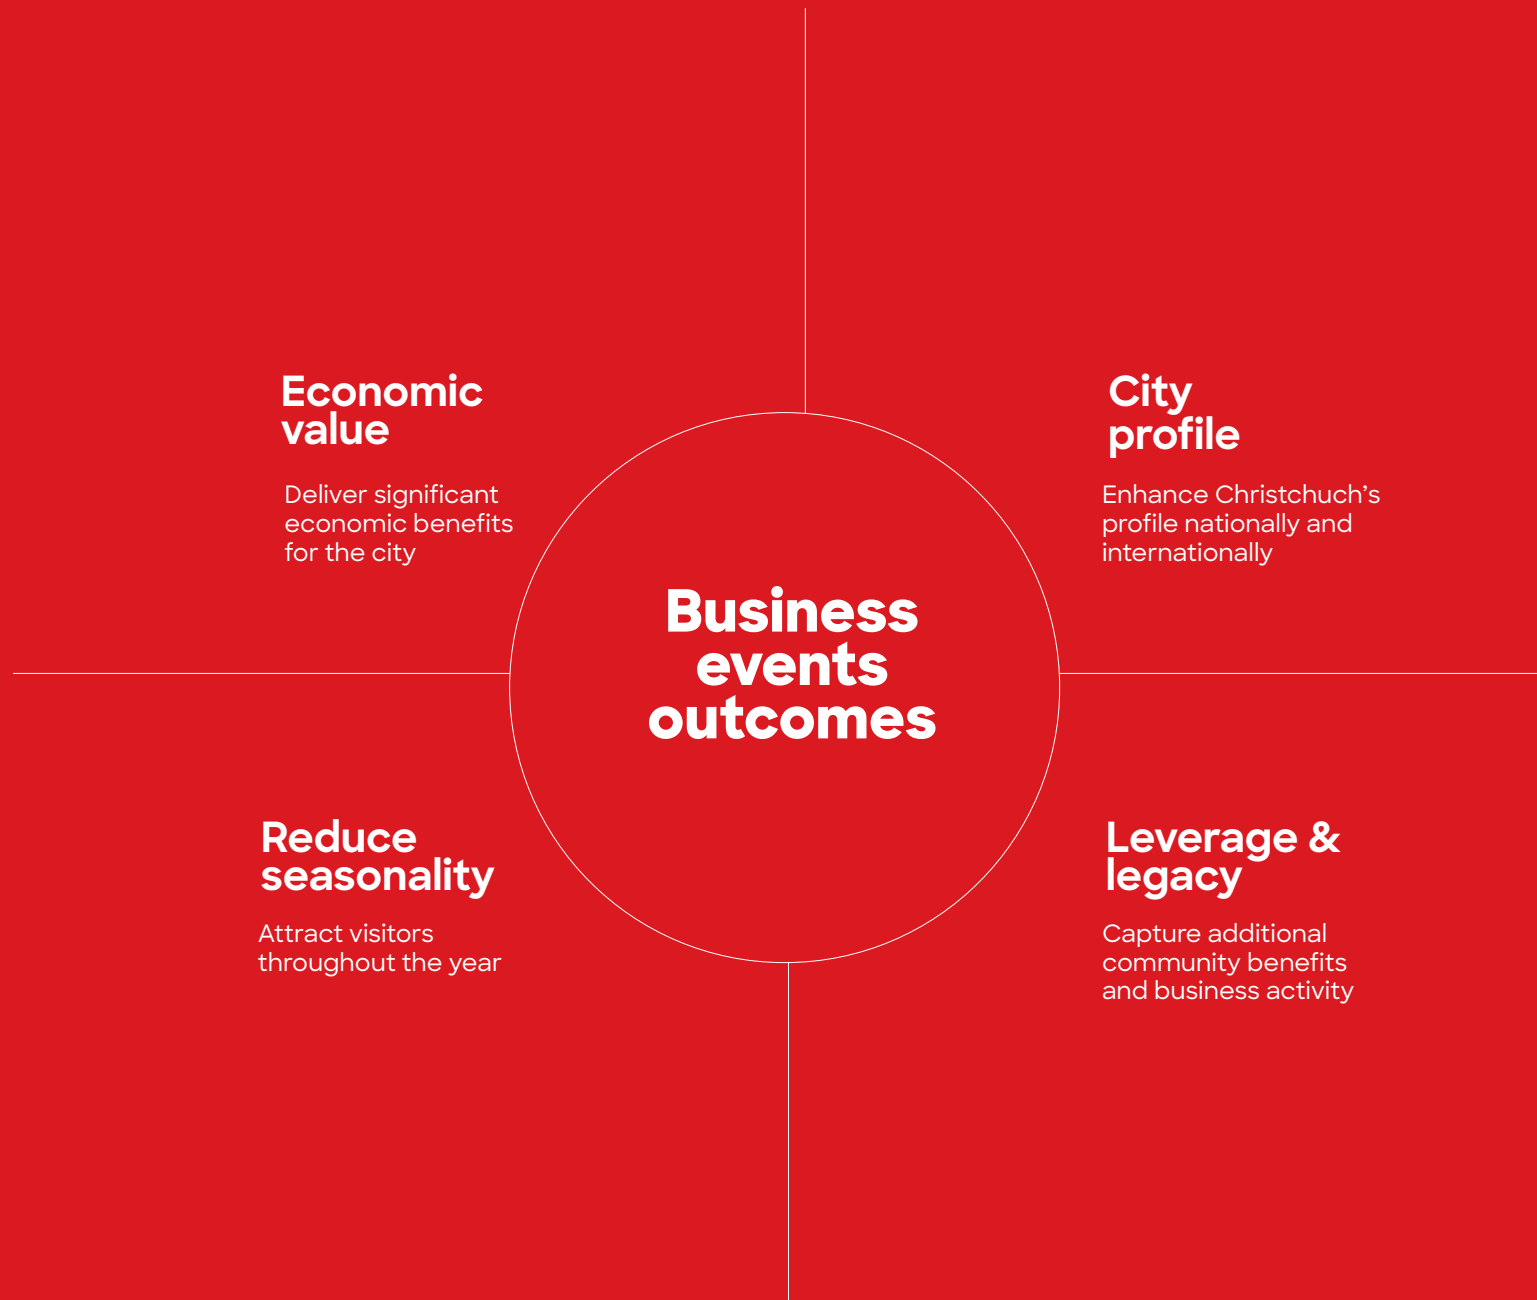 Economic
value
Deliver significant
economic benefits
for the city
City
profile
Enhance Christchuch’s
profile nationally and
internationally
Business
events
outcomes
Reduce
seasonality
Attract visitors
throughout the year
Leverage &
legacy
Capture additional
community benefits
and business activity